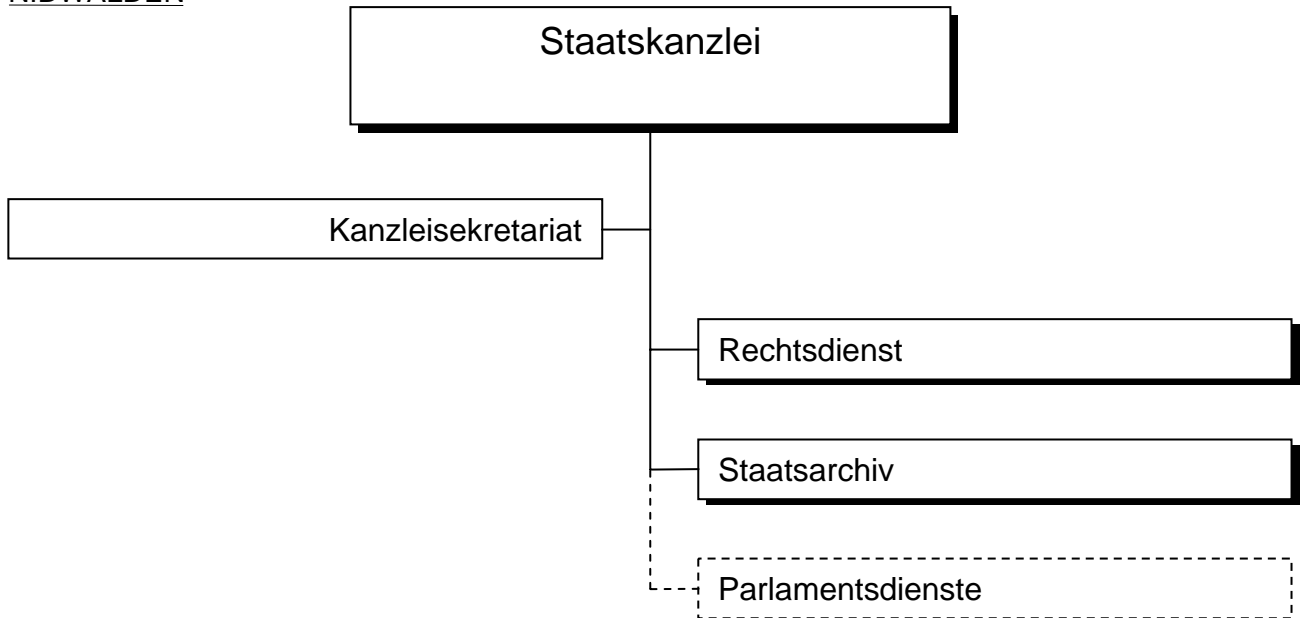 Staatskanzlei
Kanzleisekretariat
Rechtsdienst
Staatsarchiv
Parlamentsdienste